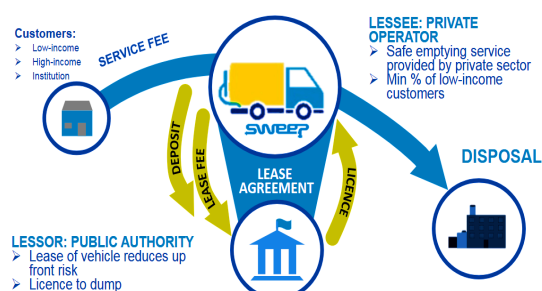 Customers:
➢ Low-income
➢ High-income
➢ Institution
SERVICE FEE
LESSEE: PRIVATE
OPERATOR
➢ Safe emptying service
provided by private sector
➢ Min % of low-income
customers
sweep
DEPOSIT
LEASE FEE
LEASE
AGREEMENT
LICENCE
DISPOSAL
LESSOR: PUBLIC AUTHORITY
➢ Lease of vehicle reduces up
front risk
➢ Licence to dump